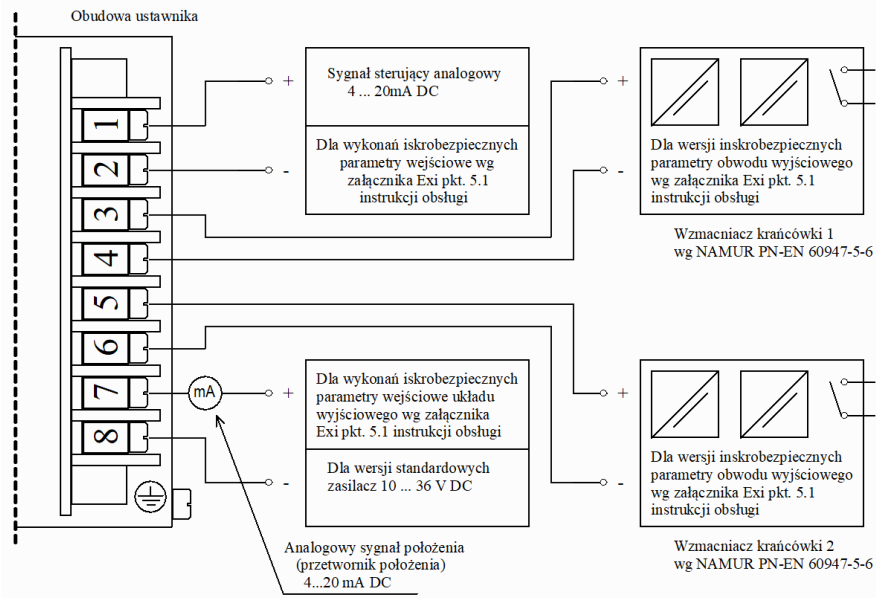 Obudowa ustawnika
1
2
3
4
5
6
7
8
+
-
Sygnał sterujący analogowy
4 ... 20mA DC
Dla wykonań iskrobezpiecznych
parametry wejściowe wg
załącznika Exi pkt. 5.1
instrukcji obsługi
+
-
Dla wersji inskrobezpiecznych
parametry obwodu wyjściowego
wg załącznika Exi pkt. 5.1
instrukcji obsługi
Wzmacniacz krańcówki 1
wg NAMUR PN-EN 60947-5-6
mA
+
-
Dla wykonań iskrobezpiecznych
parametry wejściowe układu
wyjściowego wg załącznika
Exi pkt. 5.1 instrukcji obsługi
Dla wersji standardowych
zasilacz 10 ... 36 V DC
+
-
Dla wersji inskrobezpiecznych
parametry obwodu wyjściowego
wg załącznika Exi pkt. 5.1
instrukcji obsługi
Wzmacniacz krańcówki 2
wg NAMUR PN-EN 60947-5-6
Analogowy sygnał położenia
(przetwornik położenia)
4...20 mA DC